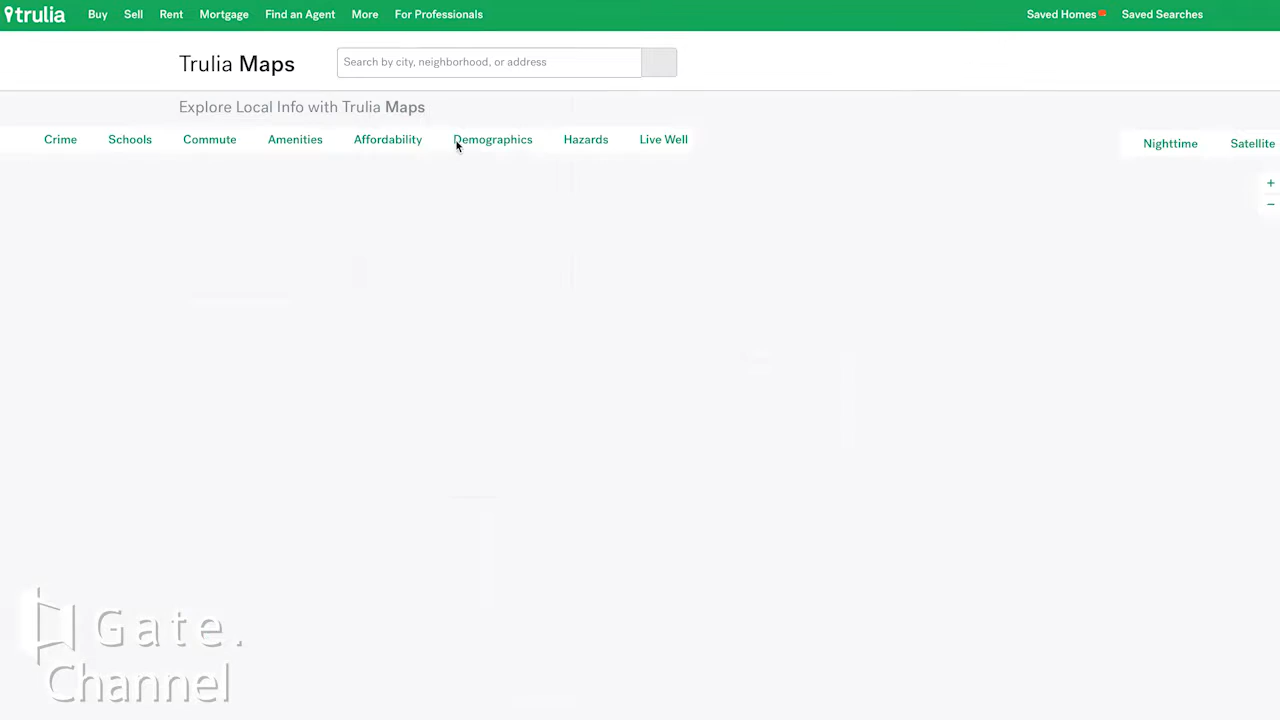 trulia Buy Sell Rent Mortgage Find an Agent More For Professionals Saved Homes Saved Searches
Trulia Maps Search by city, neighborhood, or address
Explore Local Info with Trulia Maps
Crime Schools Commute Amenities Affordability Demographics Hazards Live Well Nighttime Satellite
+
−
Gate.
Channel